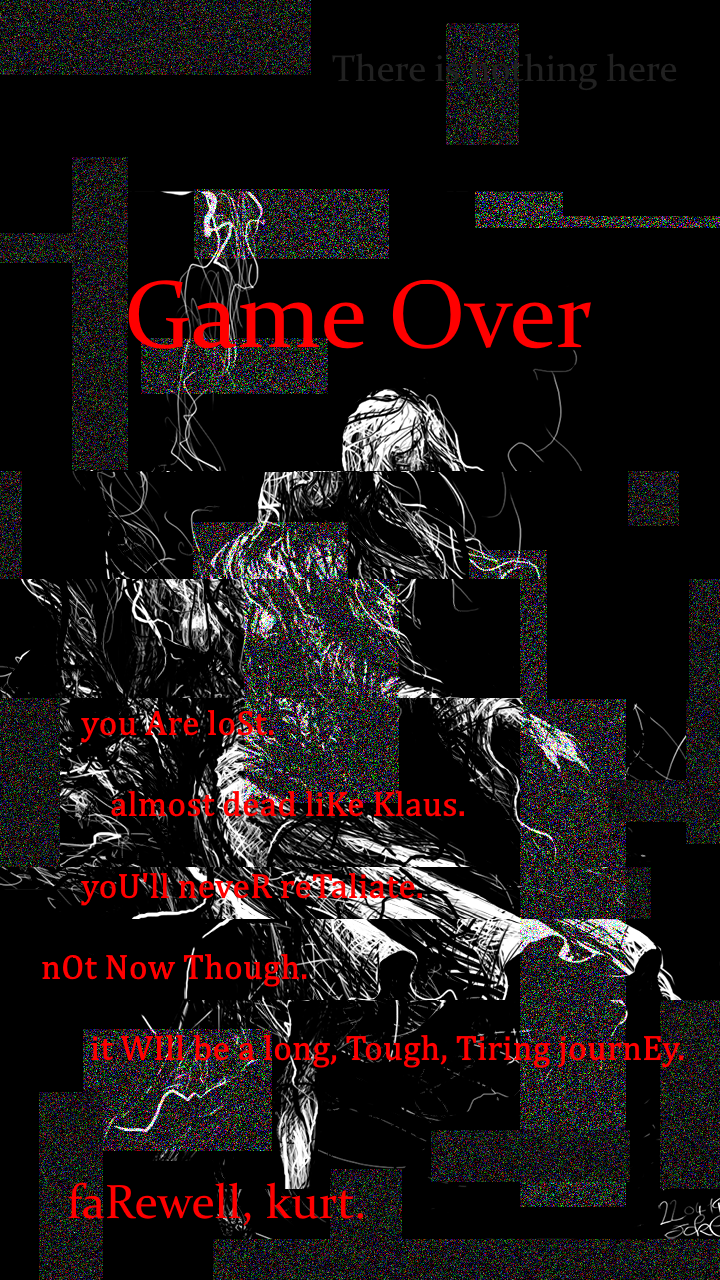 There is nothing here
Game Over
you Are loSt.
almost dead liKe Klaus.
yoU'll neveR reTaliate.
nOt Now Though.
it WIll be a long, Tough, Tiring journEy.
faRewell, kurt.